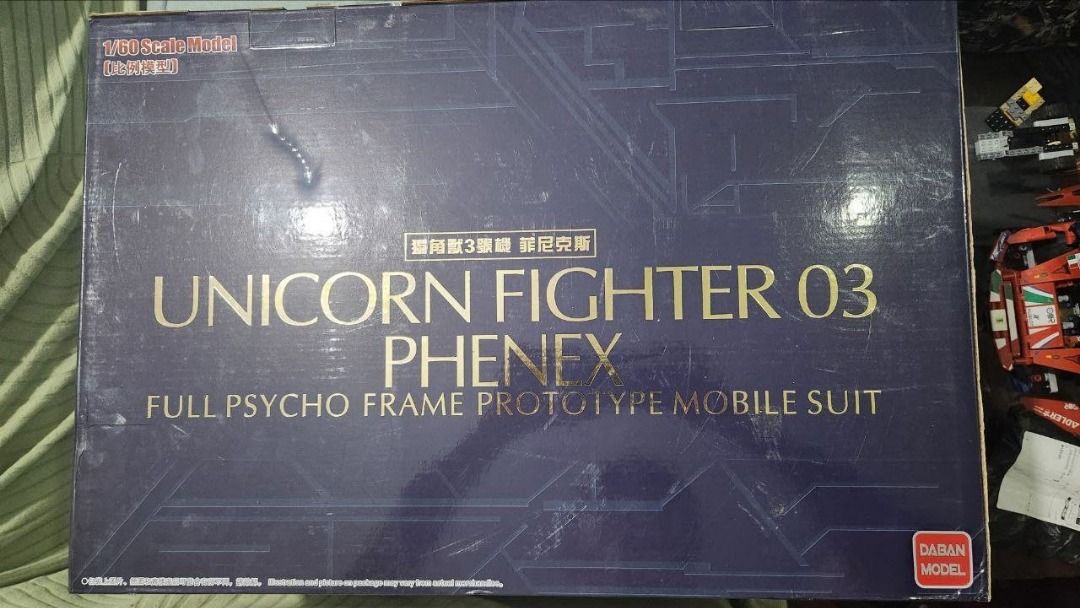 1/60 Scale Model
[比例模型]
獨角獸3號機 菲尼克斯
UNICORN FIGHTER 03
PHENEX
FULL PSYCHO FRAME PROTOTYPE MOBILE SUIT
Illustration and picture on package may vary from actual merchandise.
DABAN
MODEL
ADLER